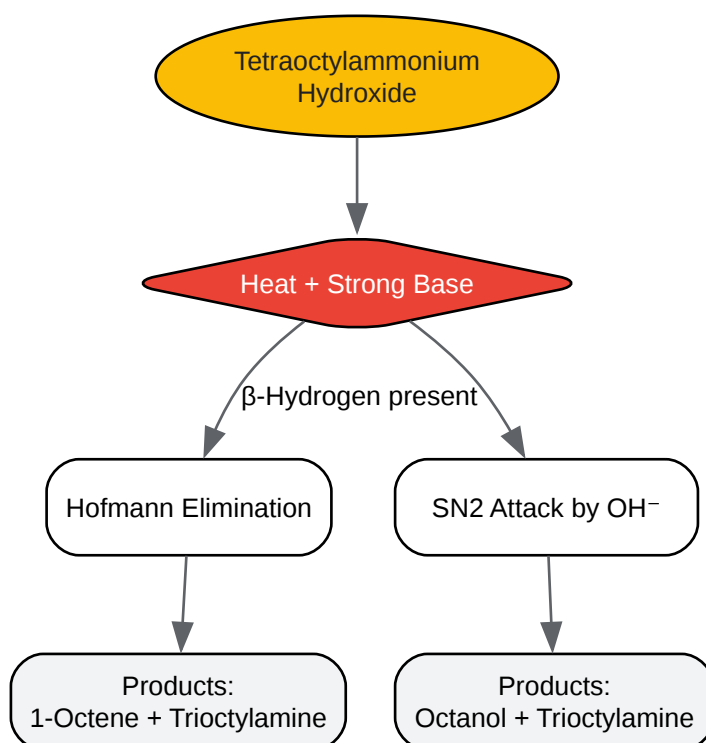 Tetraoctylammonium
Hydroxide
Heat + Strong Base
β-Hydrogen present
Hofmann Elimination
SN2 Attack by OH⁻
Products:
1-Octene + Trioctylamine
Products:
Octanol + Trioctylamine